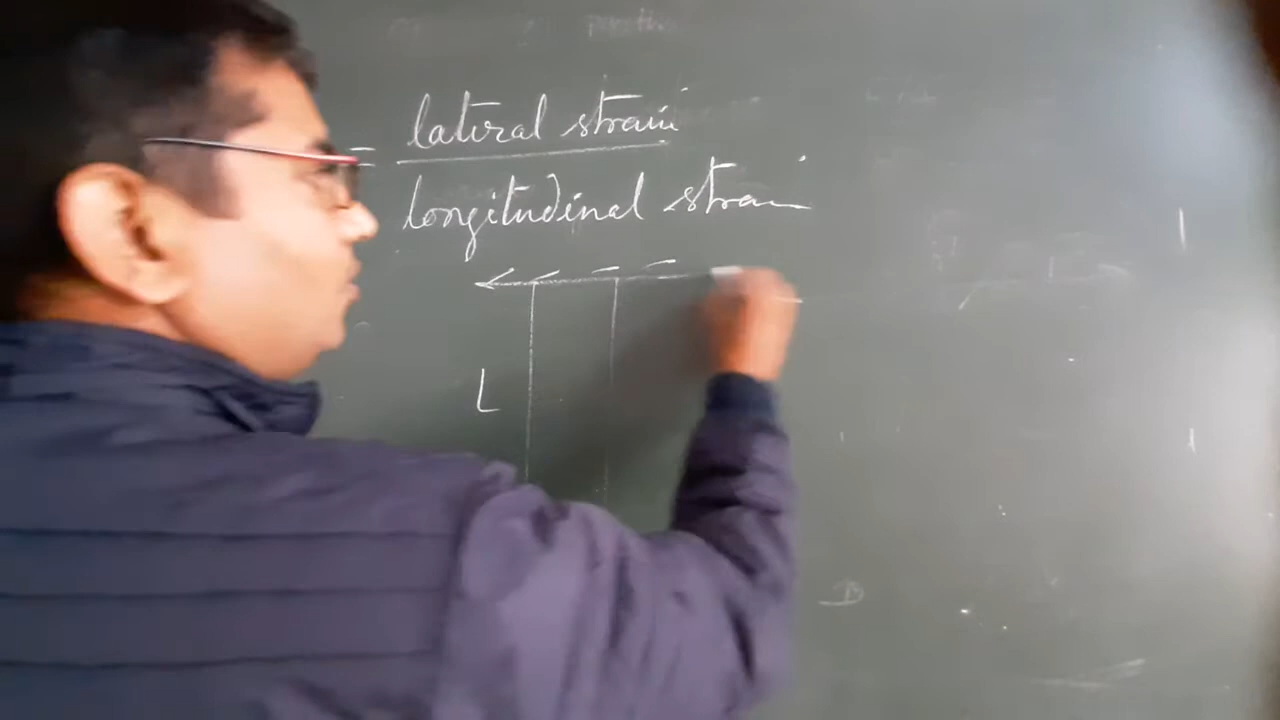 = lateral strain
longitudinal strain
L